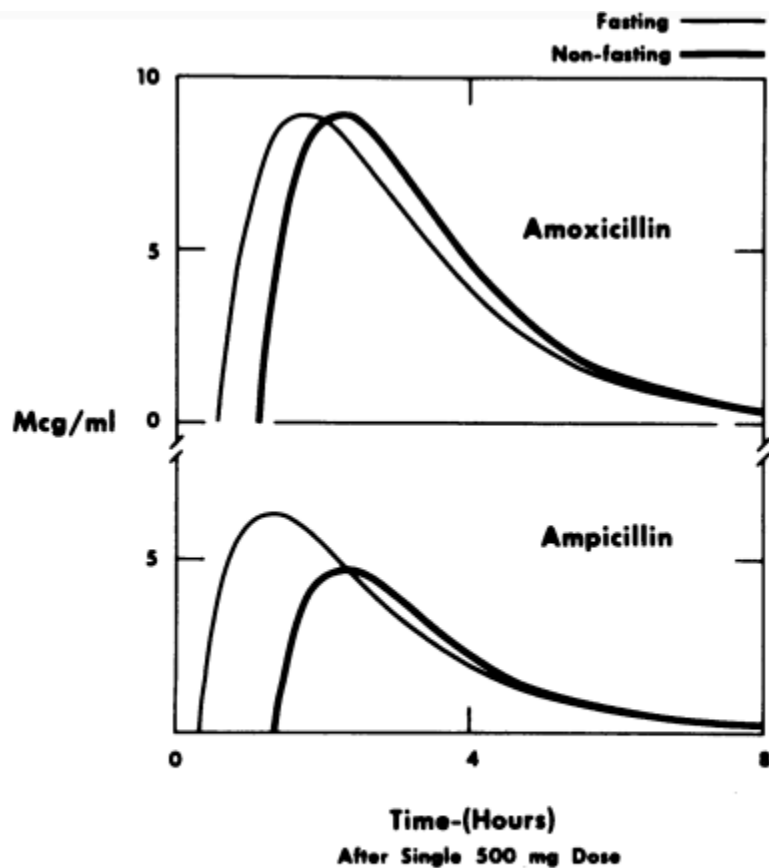 Fasting
Non-fasting
10
Amoxicillin
5
Mcg/ml
0
Ampicillin
5
0 4 8
Time-(Hours)
After Single 500 mg Dose